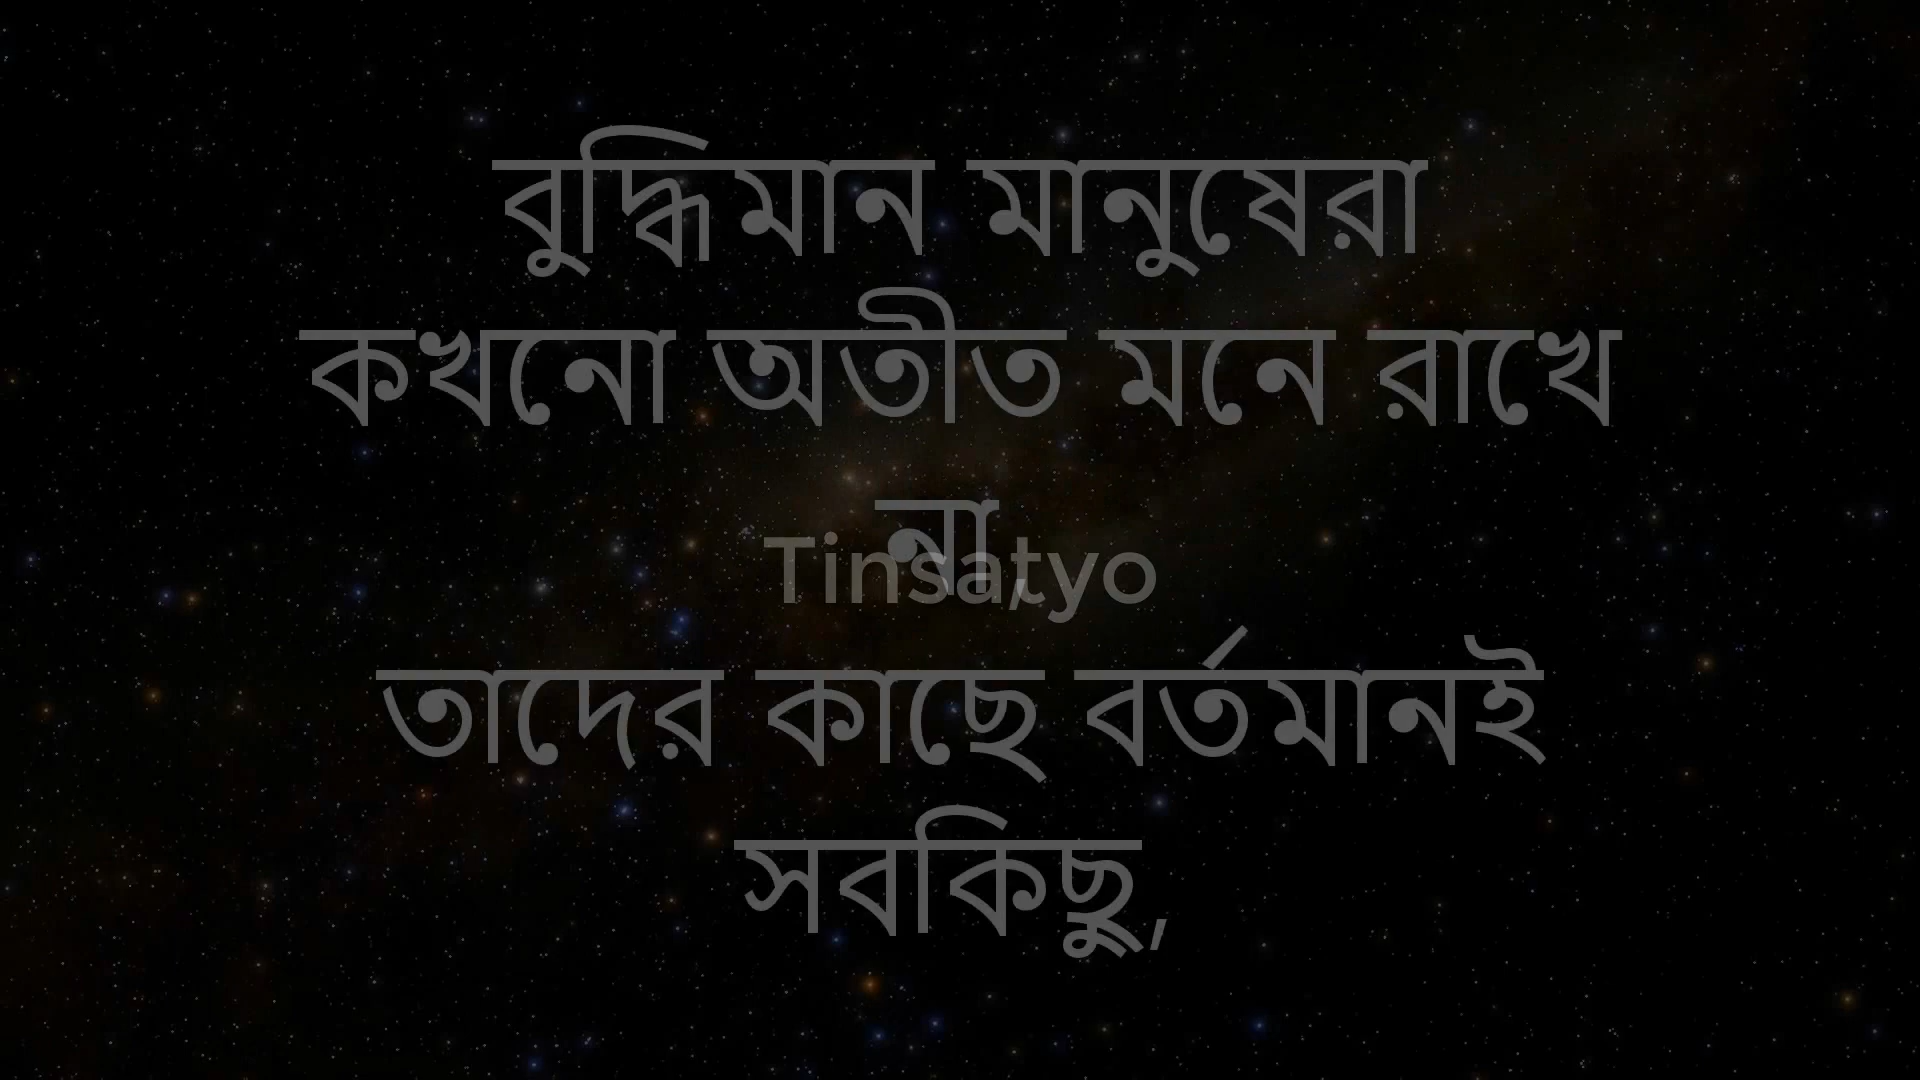 বুদ্ধিমান মানুষেরা
কখনো অতীত মনে রাখে
না,
Tinsatyo
তাদের কাছে বর্তমানই
সবকিছু,